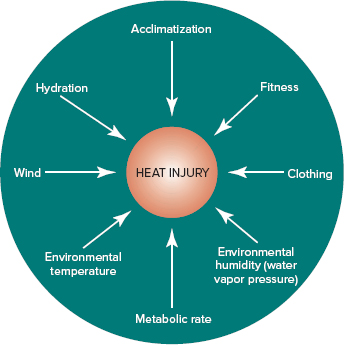 Acclimatization
Hydration
Fitness
Wind
HEAT INJURY
Clothing
Environmental
temperature
Environmental
humidity (water
vapor pressure)
Metabolic rate